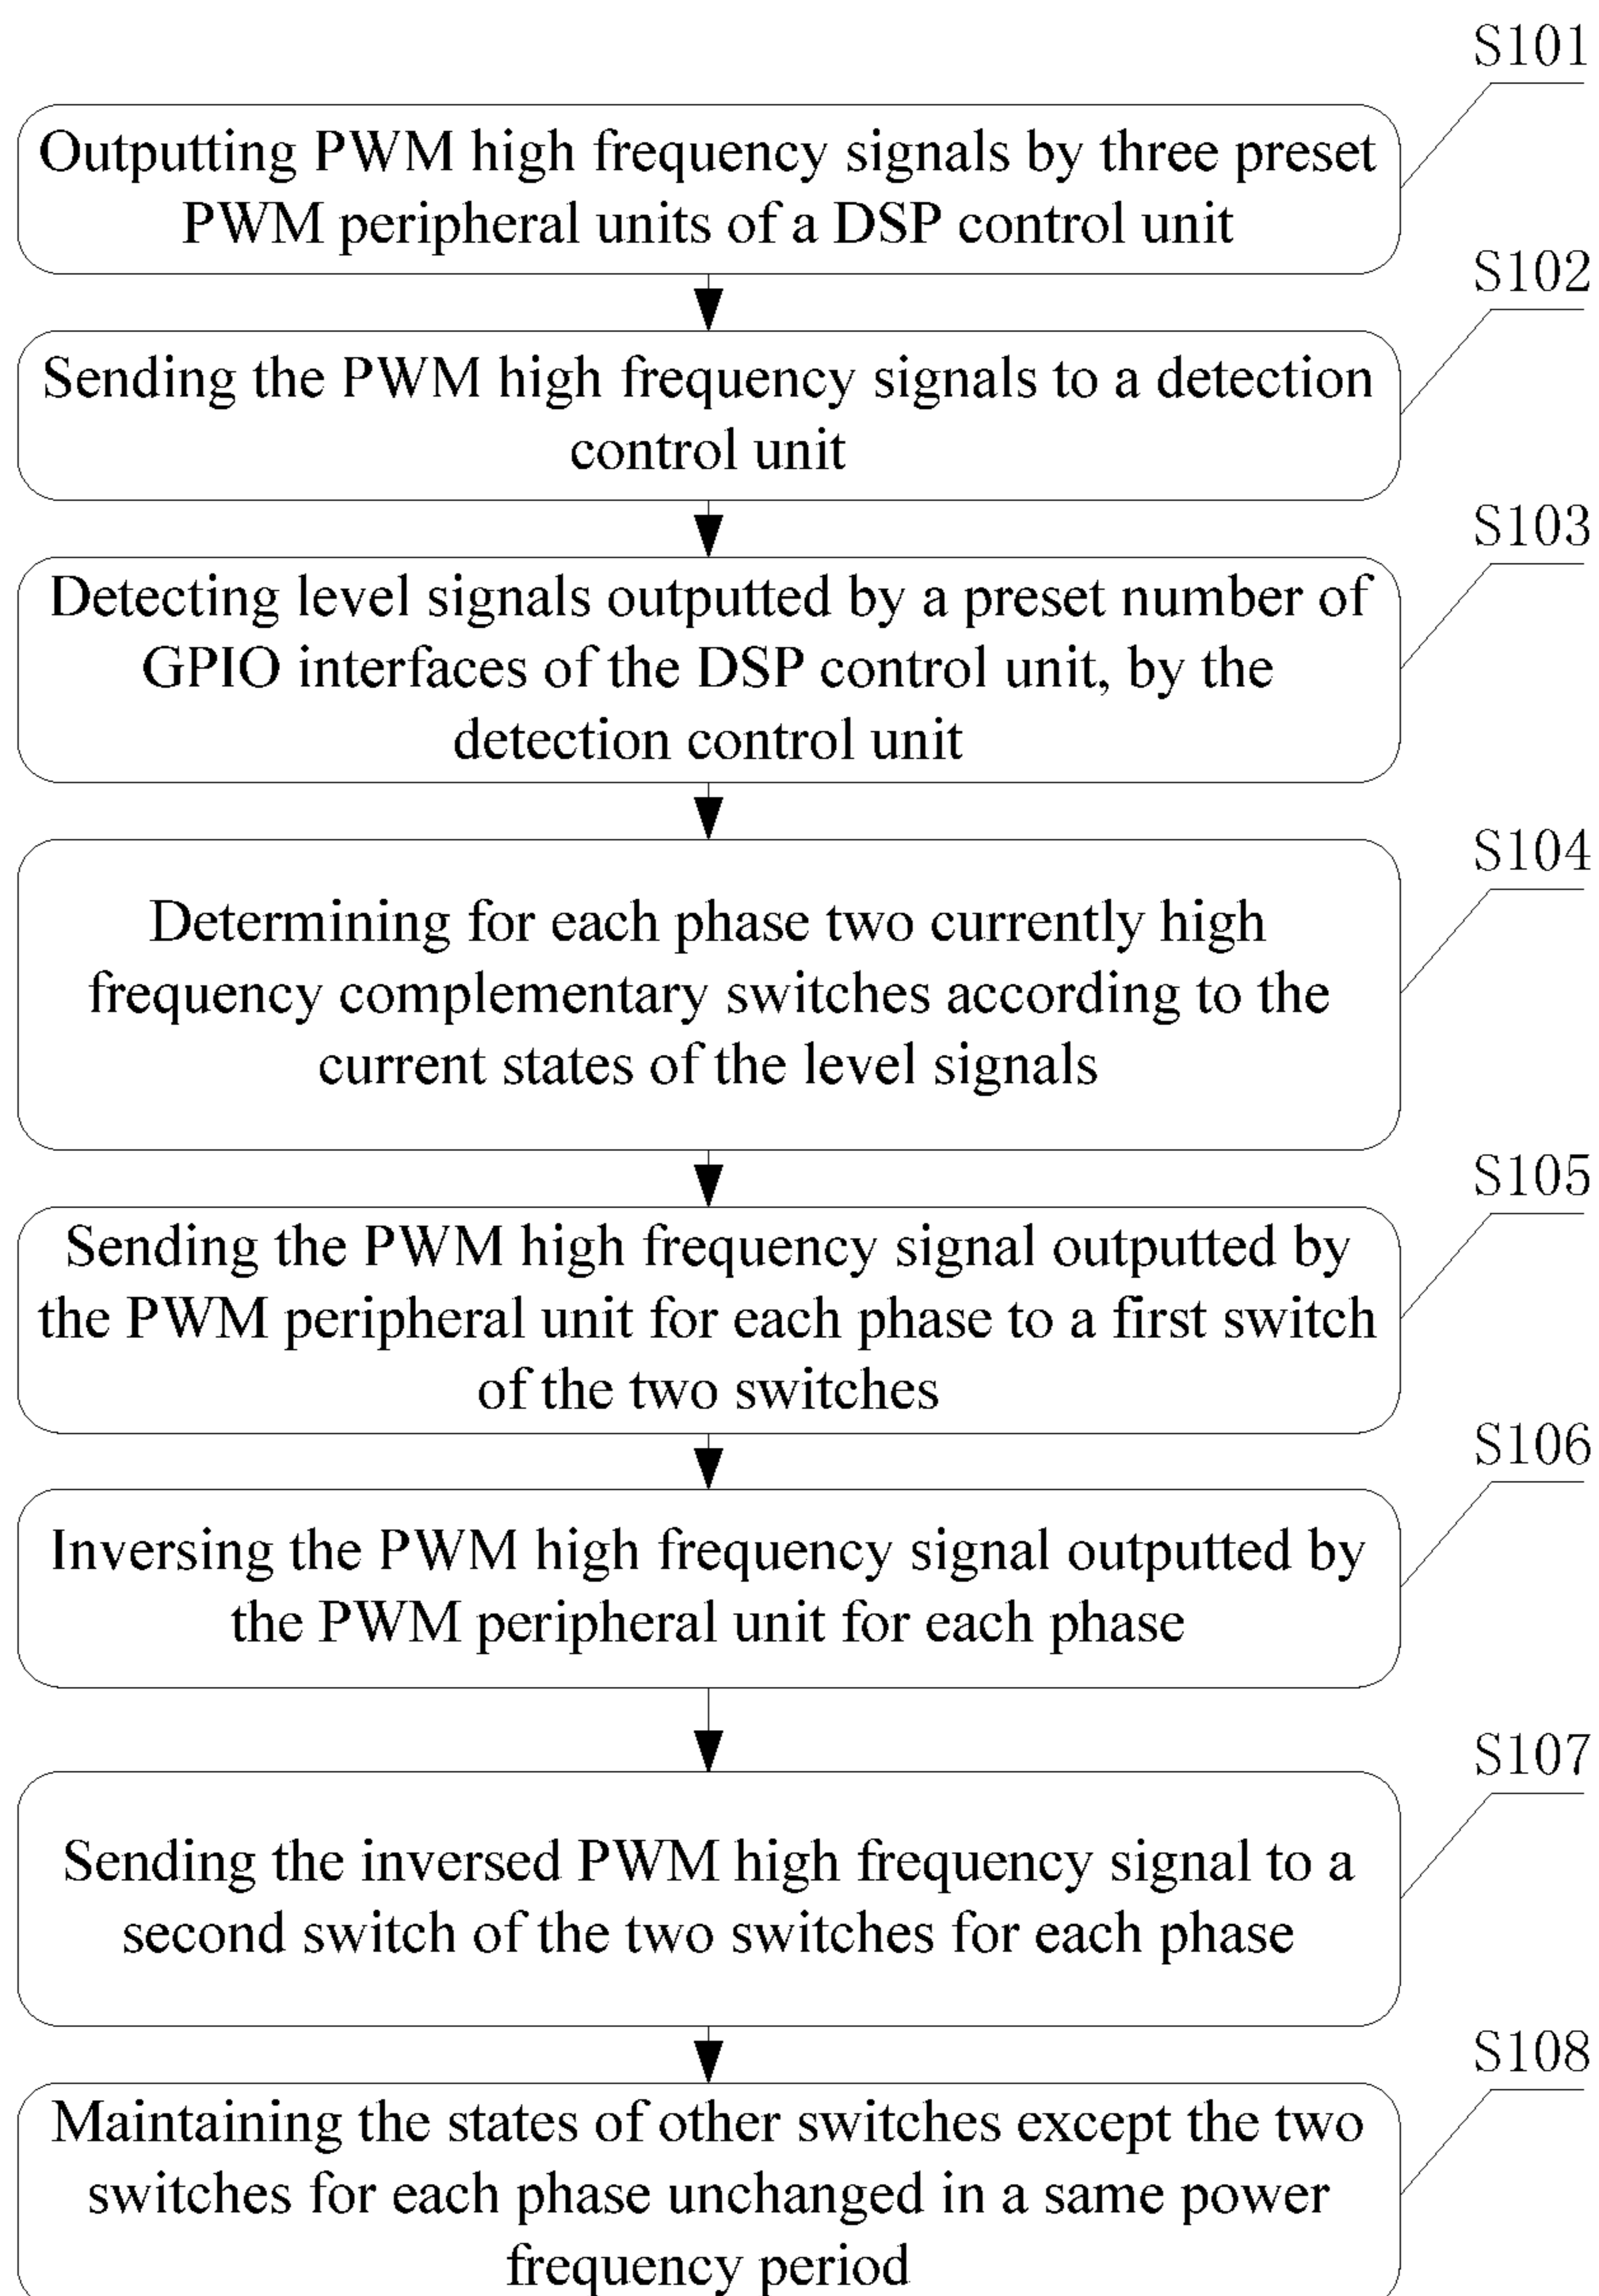 S101
Outputting PWM high frequency signals by three preset
PWM peripheral units of a DSP control unit
S102
Sending the PWM high frequency signals to a detection
control unit
S103
Detecting level signals outputted by a preset number of
GPIO interfaces of the DSP control unit, by the
detection control unit
S104
Determining for each phase two currently high
frequency complementary switches according to the
current states of the level signals
S105
Sending the PWM high frequency signal outputted by
the PWM peripheral unit for each phase to a first switch
of the two switches
S106
Inversing the PWM high frequency signal outputted by
the PWM peripheral unit for each phase
S107
Sending the inversed PWM high frequency signal to a
second switch of the two switches for each phase
S108
Maintaining the states of other switches except the two
switches for each phase unchanged in a same power
frequency period